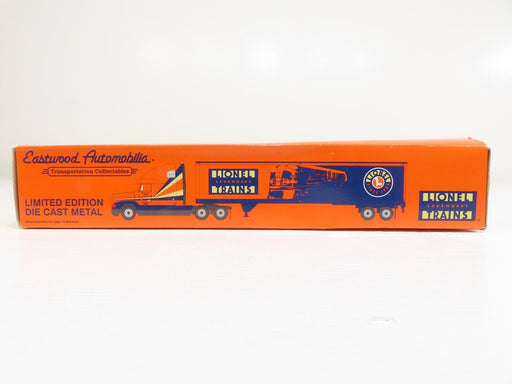 Eastwood Automobilia
Transportation Collectables
LIMITED EDITION
DIE CAST METAL
LIONEL
LEGENDARY
TRAINS
LIONEL
L
LIONEL
LEGENDARY
TRAINS